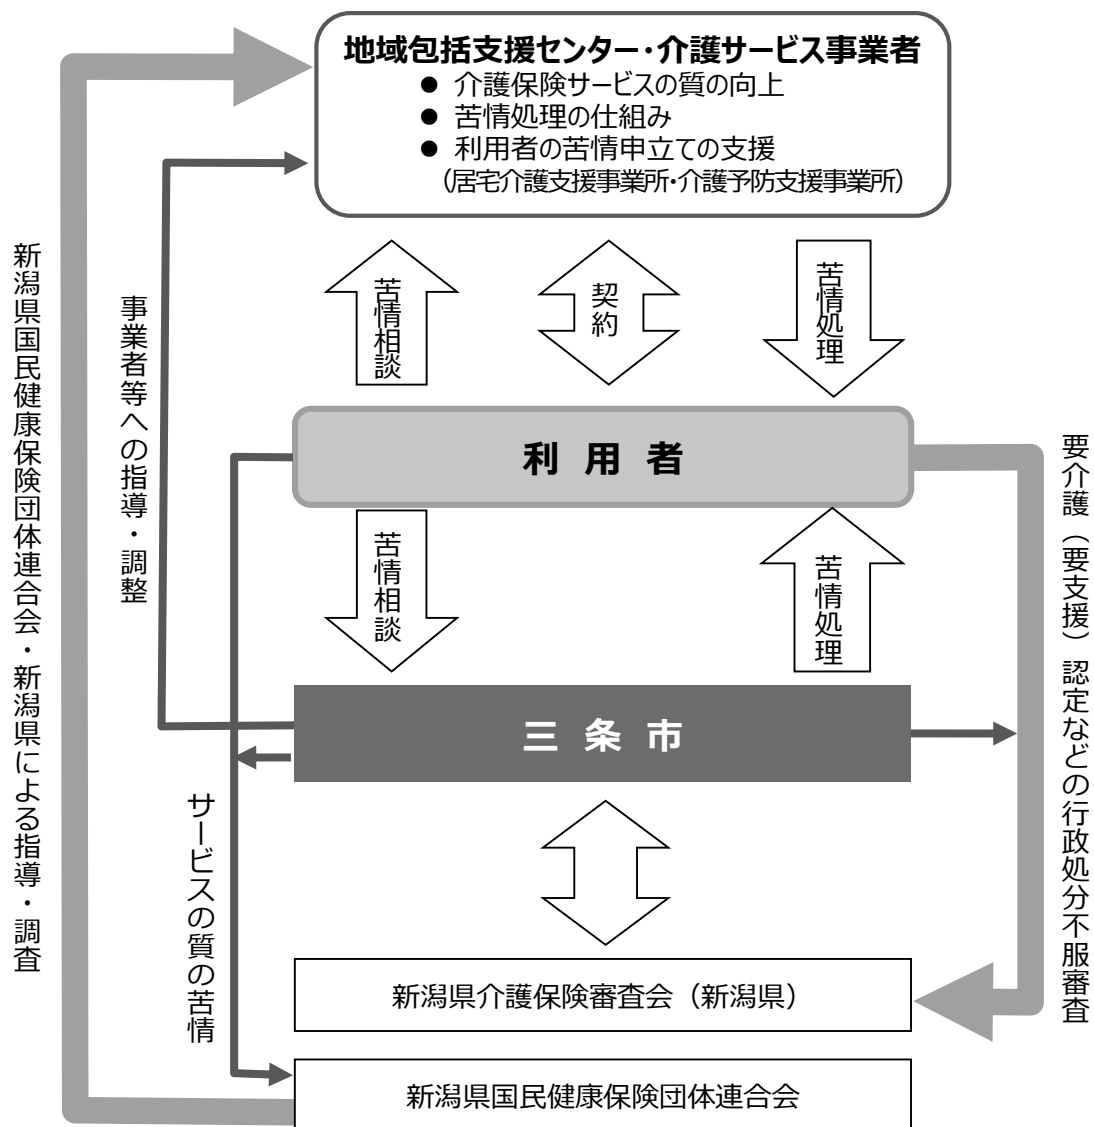 地域包括支援センター・介護サービス事業者
● 介護保険サービスの質の向上
● 苦情処理の仕組み
● 利用者の苦情申立ての支援
（居宅介護支援事業所・介護予防支援事業所）
苦情相談
契約
苦情処理
新潟県国民健康保険団体連合会・新潟県による指導・調査
事業者等への指導・調整
利用者
要介護（要支援）認定などの行政処分不服審査
苦情相談
苦情処理
三条市
サービスの質の苦情
新潟県介護保険審査会（新潟県）
新潟県国民健康保険団体連合会